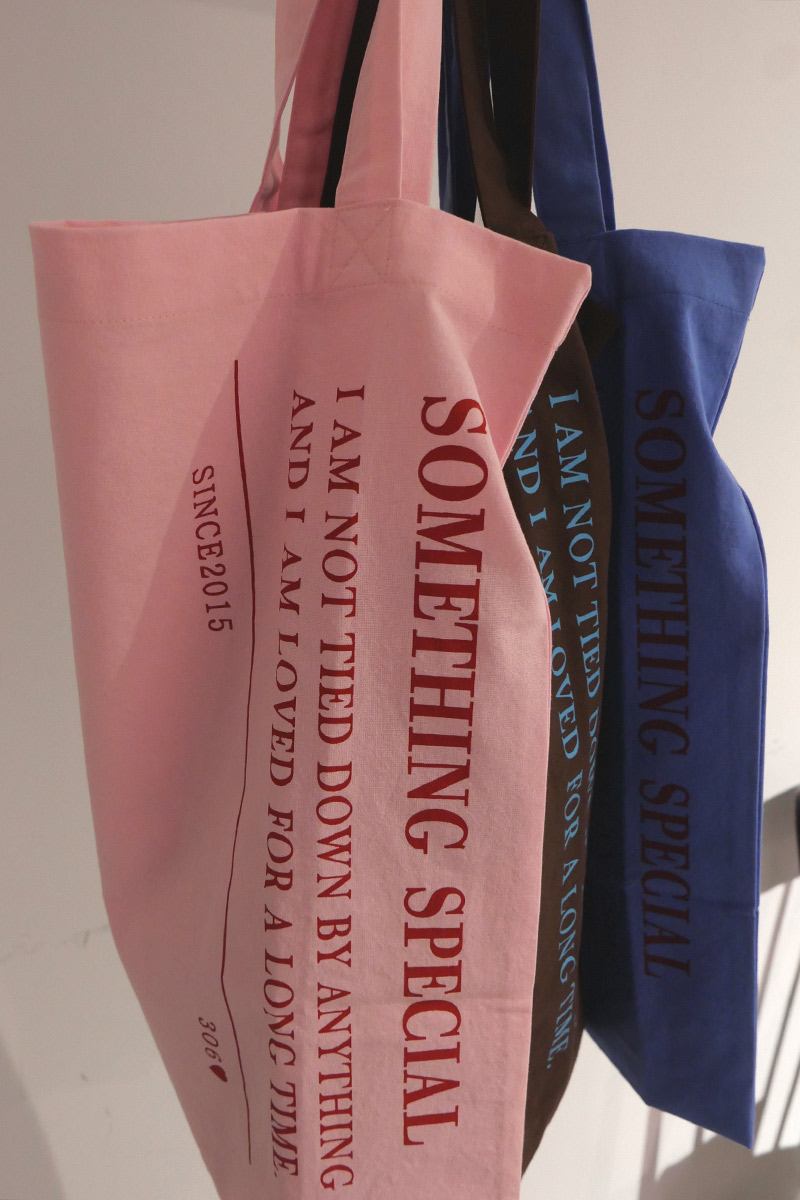 SOMETHING SPECIAL
I AM NOT TIED DOWN BY ANYTHING
AND I AM LOVED FOR A LONG TIME.
SINCE2015
306♥
I AM NOT TIED
AND I AM LOVED FOR A LONG TIME.
SOMETHING SPECIAL